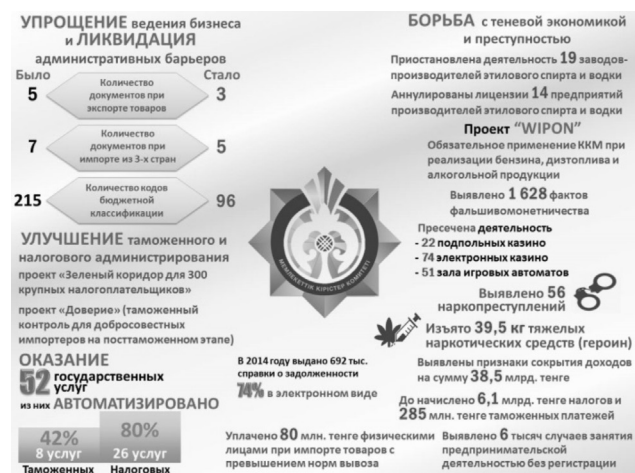 УПРОЩЕНИЕ ведения бизнеса
и ЛИКВИДАЦИЯ
административных барьеров
Было
Стало
5
Количество
документов при
экспорте товаров
3
7
Количество
документов при
импорте из 3-х стран
5
215
Количество кодов
бюджетной
классификации
96
УЛУЧШЕНИЕ таможенного и
налогового администрирования
проект «Зеленый коридор для 300
крупных налогоплательщиков»
проект «Доверие» (таможенный
контроль для добросовестных
импортеров на посттаможенном этапе)
ОКАЗАНИЕ
52 государственных
услуг
из них АВТОМАТИЗИРОВАНО
42%
8 услуг
Таможенных
80%
26 услуг
Налоговых
МЕМЛЕКЕТТІК КІРІСТЕР КОМИТЕТІ
В 2014 году выдано 692 тыс.
справки о задолженности
74% в электронном виде
Уплачено 80 млн. тенге физическими
лицами при импорте товаров с
превышением норм вывоза
БОРЬБА с теневой экономикой
и преступностью
Приостановлена деятельность 19 заводов-
производителей этилового спирта и водки
Аннулированы лицензии 14 предприятий
производителей этилового спирта и водки
Проект "WIPON"
Обязательное применение ККМ при
реализации бензина, дизтоплива и
алкогольной продукции
Выявлено 1 628 фактов
фальшивомонетничества
Пресечена деятельность
- 22 подпольных казино
- 74 электронных казино
- 51 зала игровых автоматов
Выявлено 56
наркопреступлений
Изъято 39,5 кг тяжелых
наркотических средств (героин)
Выявлены признаки сокрытия доходов
на сумму 38,5 млрд. тенге
До начислено 6,1 млрд. тенге налогов и
285 млн. тенге таможенных платежей
Выявлено 6 тысяч случаев занятия
предпринимательской
деятельностью без регистрации